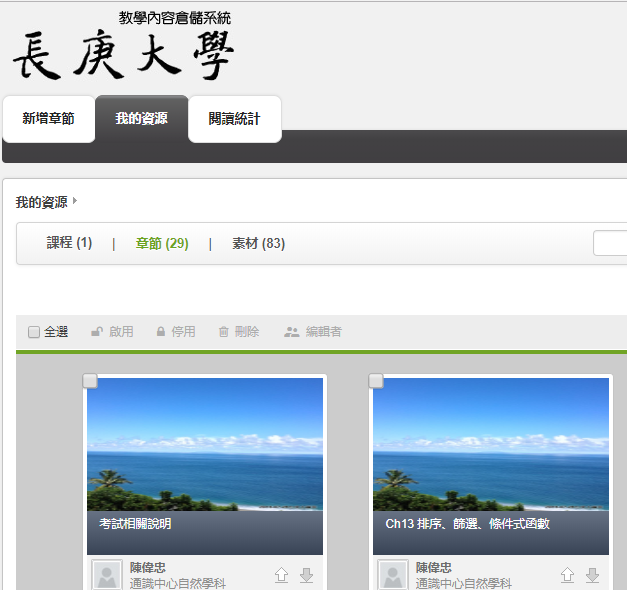 教學內容倉儲系統
長庚大學
新增章節 我的資源 閱讀統計
我的資源
課程 (1) | 章節 (29) | 素材 (83)
全選 啟用 停用 刪除 編輯者
考試相關說明
Ch13 排序、篩選、條件式函數
陳偉忠
通識中心自然學科
陳偉忠
通識中心自然學科